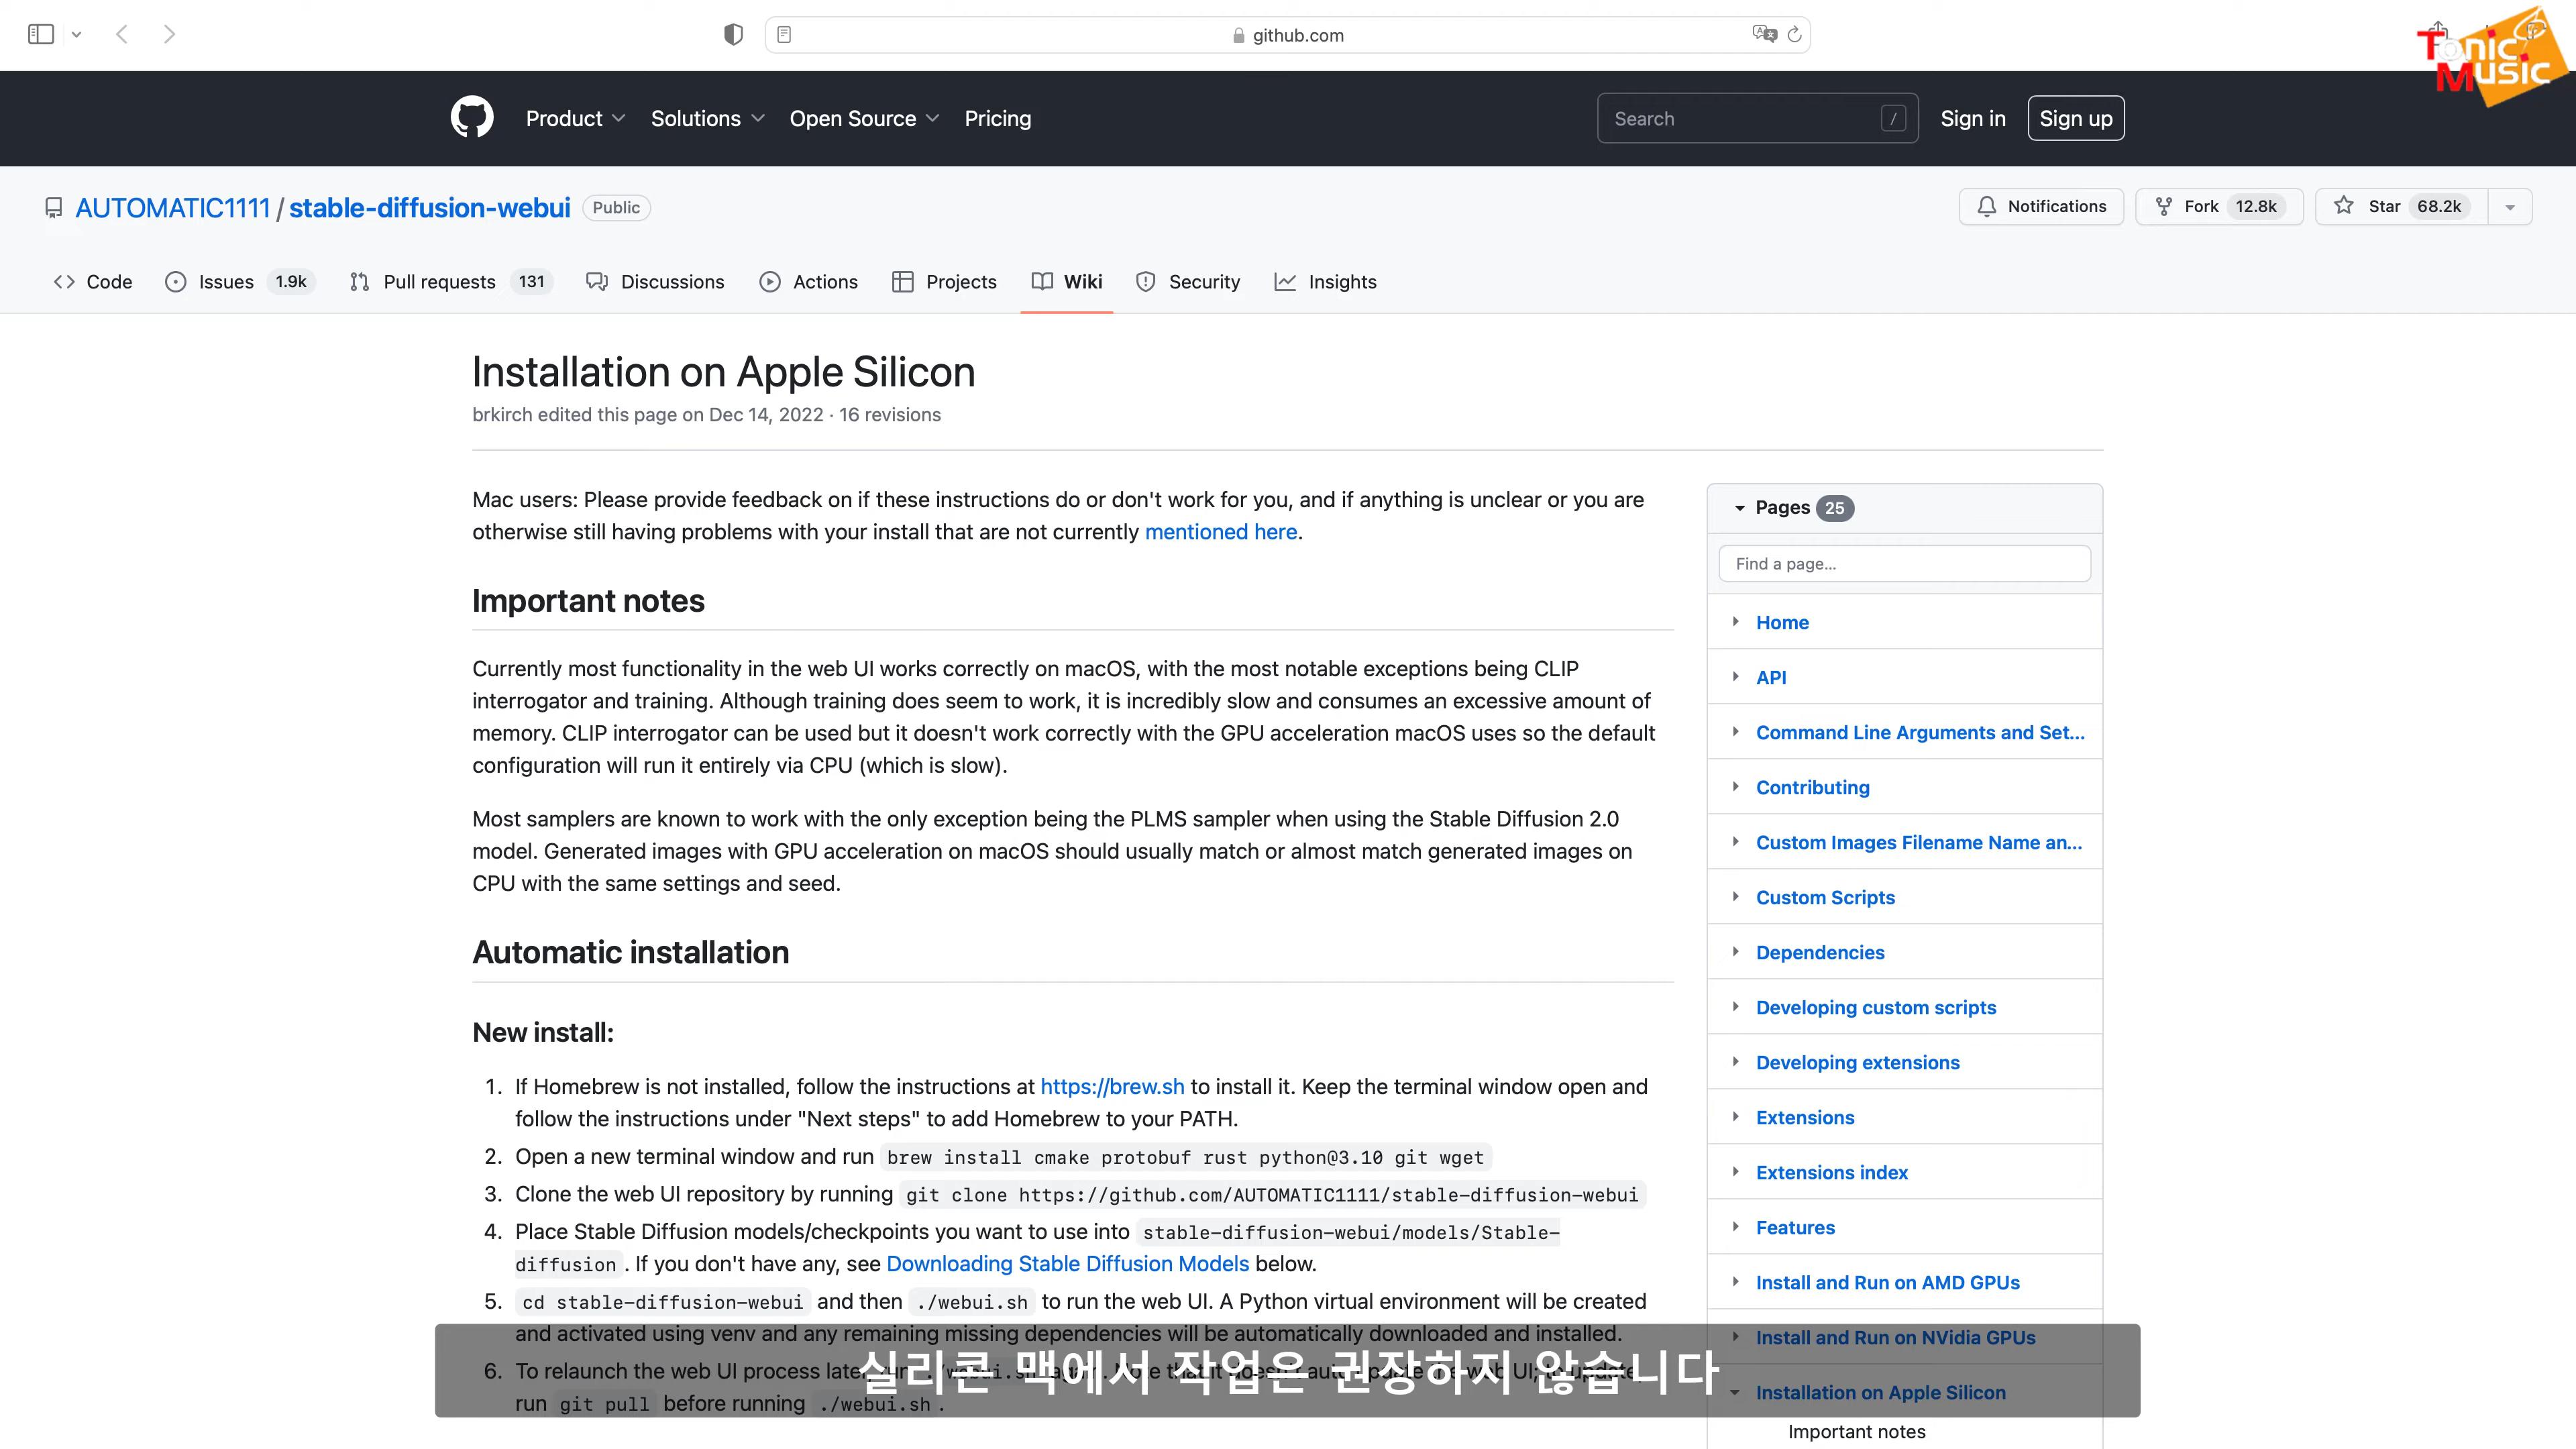 github.com
Tonic
Music
Product
Solutions
Open Source
Pricing
Search
/
Sign in
Sign up
AUTOMATIC1111 / stable-diffusion-webui
Public
Notifications
Fork 12.8k
Star 68.2k
Code
Issues 1.9k
Pull requests 131
Discussions
Actions
Projects
Wiki
Security
Insights
Installation on Apple Silicon
brkirch edited this page on Dec 14, 2022 · 16 revisions
Mac users: Please provide feedback on if these instructions do or don't work for you, and if anything is unclear or you are
otherwise still having problems with your install that are not currently mentioned here.
Important notes
Currently most functionality in the web UI works correctly on macOS, with the most notable exceptions being CLIP
interrogator and training. Although training does seem to work, it is incredibly slow and consumes an excessive amount of
memory. CLIP interrogator can be used but it doesn't work correctly with the GPU acceleration macOS uses so the default
configuration will run it entirely via CPU (which is slow).
Most samplers are known to work with the only exception being the PLMS sampler when using the Stable Diffusion 2.0
model. Generated images with GPU acceleration on macOS should usually match or almost match generated images on
CPU with the same settings and seed.
Automatic installation
New install:
1. If Homebrew is not installed, follow the instructions at https://brew.sh to install it. Keep the terminal window open and
follow the instructions under "Next steps" to add Homebrew to your PATH.
2. Open a new terminal window and run brew install cmake protobuf rust python@3.10 git wget
3. Clone the web UI repository by running git clone https://github.com/AUTOMATIC1111/stable-diffusion-webui
4. Place Stable Diffusion models/checkpoints you want to use into stable-diffusion-webui/models/Stable-
diffusion . If you don't have any, see Downloading Stable Diffusion Models below.
5. cd stable-diffusion-webui and then ./webui.sh to run the web UI. A Python virtual environment will be created
and activated using venv and any remaining missing dependencies will be automatically downloaded and installed.
6. To relaunch the web UI process later, run ./webui.sh again. Note that it doesn't auto update the web UI; to update,
run git pull before running ./webui.sh .
실리콘 맥에서 작업은 권장하지 않습니다
Pages 25
Find a page...
Home
API
Command Line Arguments and Set...
Contributing
Custom Images Filename Name an...
Custom Scripts
Dependencies
Developing custom scripts
Developing extensions
Extensions
Extensions index
Features
Install and Run on AMD GPUs
Install and Run on NVidia GPUs
Installation on Apple Silicon
Important notes